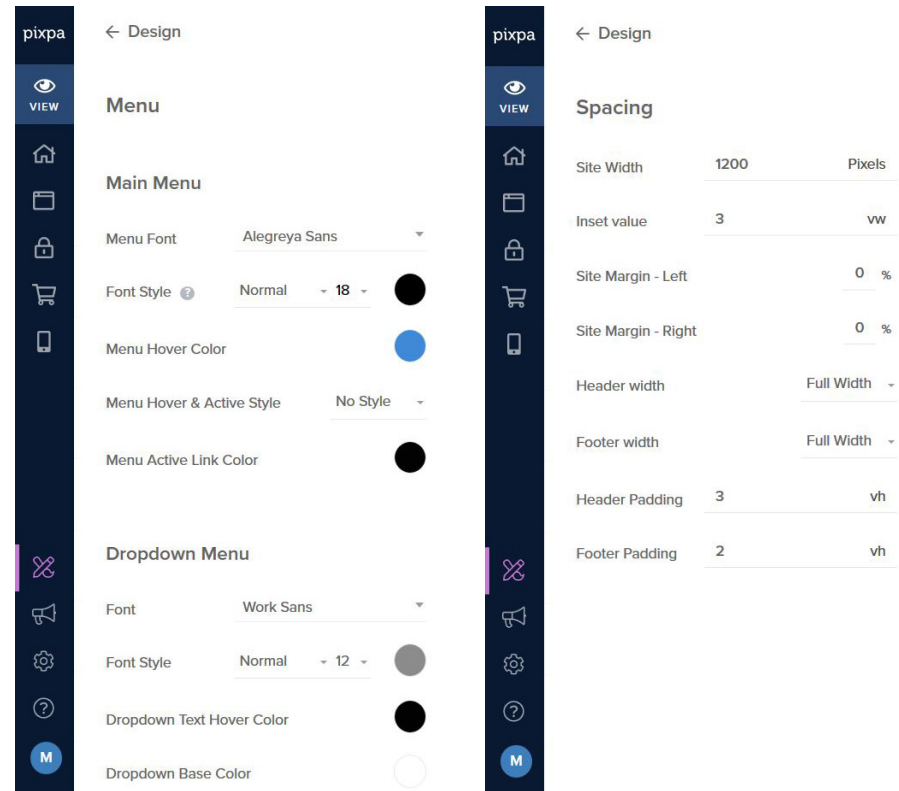 pixpa
← Design
VIEW
Menu
Main Menu
Menu Font Alegreya Sans
Font Style ? Normal 18
Menu Hover Color
Menu Hover & Active Style No Style
Menu Active Link Color
Dropdown Menu
Font Work Sans
Font Style Normal 12
?
Dropdown Text Hover Color
M
Dropdown Base Color
pixpa
← Design
VIEW
Spacing
Site Width 1200 Pixels
Inset value 3 vw
Site Margin - Left 0 %
Site Margin - Right 0 %
Header width Full Width
Footer width Full Width
Header Padding 3 vh
Footer Padding 2 vh
?
M